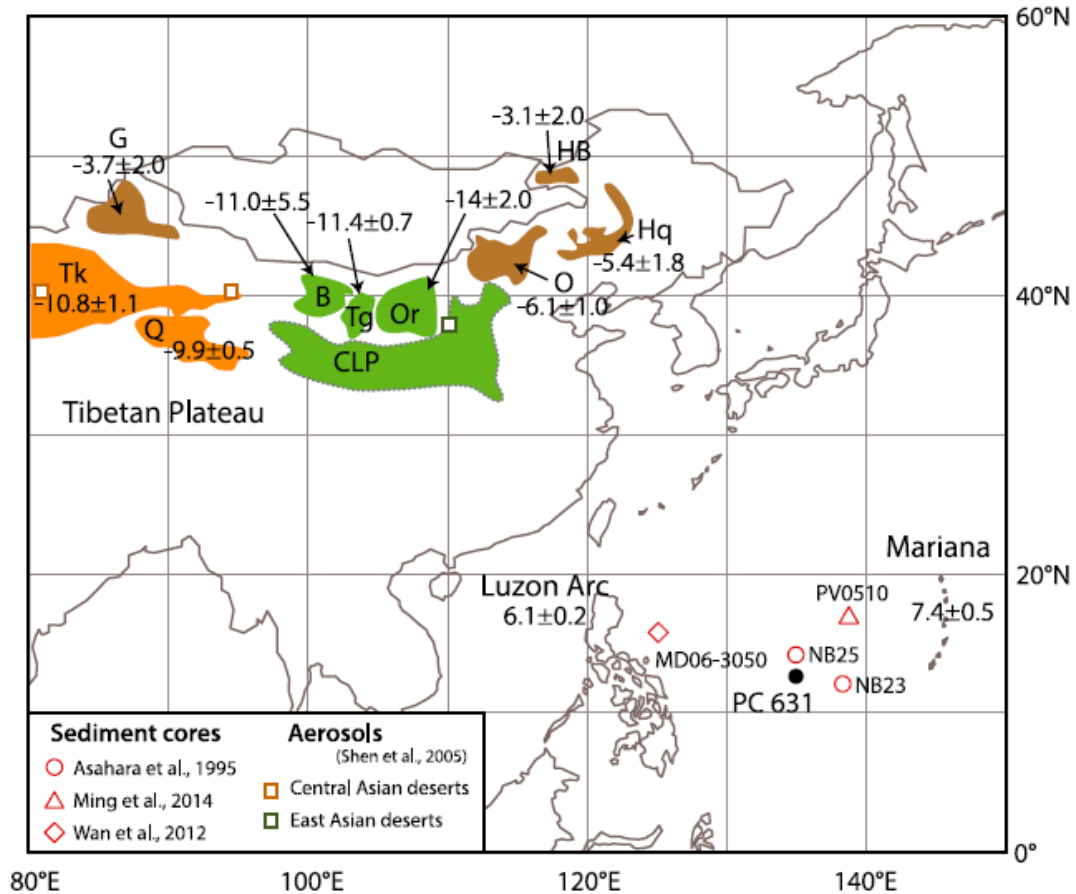 60°N
-3.1±2.0
HB
G
-3.7±2.0
-11.0±5.5
-14±2.0
-11.4±0.7
Hq
-5.4±1.8
Tk
-10.8±1.1
O
-6.1±1.0
40°N
B
Tg
Or
Q
-9.9±0.5
CLP
Tibetan Plateau
Mariana
20°N
Luzon Arc
6.1±0.2
PV0510
7.4±0.5
MD06-3050
NB25
NB23
PC 631
Sediment cores
Asahara et al., 1995
Ming et al., 2014
Wan et al., 2012
Aerosols
(Shen et al., 2005)
Central Asian deserts
East Asian deserts
0°
80°E
100°E
120°E
140°E